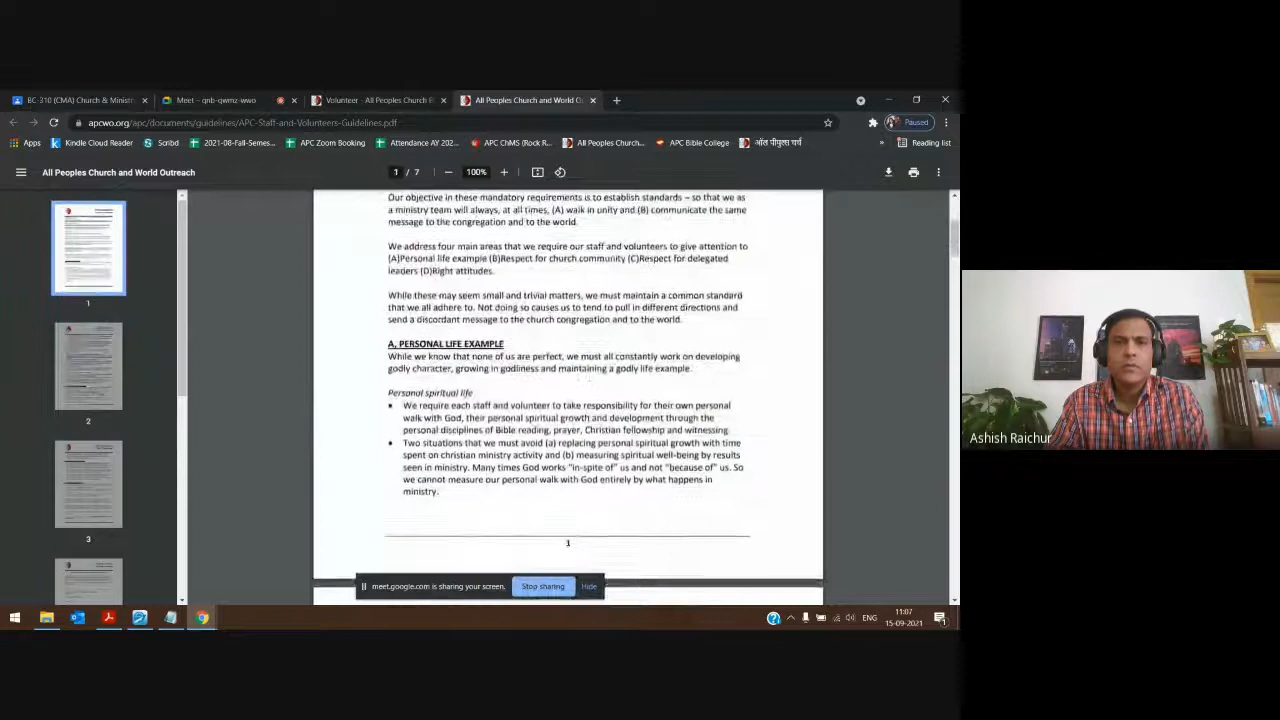 BC-310 (CMA) Church & Ministr
Meet – qnb-qwmz-wwo
Volunteer - All Peoples Church B
All Peoples Church and World O
apcwo.org/apc/documents/guidelines/APC-Staff-and-Volunteers-Guidelines.pdf
Paused
Apps
Kindle Cloud Reader
Scribd
2021-08-Fall-Semes...
APC Zoom Booking
Attendance AY 202...
APC ChMS (Rock R...
All Peoples Church...
APC Bible College
ऑल पीपुल्स चर्च
»
Reading list
All Peoples Church and World Outreach
1 / 7
100%
Our objective in these mandatory requirements is to establish standards – so that we as
a ministry team will always, at all times, (A) walk in unity and (B) communicate the same
message to the congregation and to the world.
We address four main areas that we require our staff and volunteers to give attention to
(A)Personal life example (B)Respect for church community (C)Respect for delegated
leaders (D)Right attitudes.
While these may seem small and trivial matters, we must maintain a common standard
that we all adhere to. Not doing so causes us to tend to pull in different directions and
send a discordant message to the church congregation and to the world.
A. PERSONAL LIFE EXAMPLE
While we know that none of us are perfect, we must all constantly work on developing
godly character, growing in godliness and maintaining a godly life example.
Personal spiritual life
• We require each staff and volunteer to take responsibility for their own personal
walk with God, their personal spiritual growth and development through the
personal disciplines of Bible reading, prayer, Christian fellowship and witnessing.
• Two situations that we must avoid (a) replacing personal spiritual growth with time
spent on christian ministry activity and (b) measuring spiritual well-being by results
seen in ministry. Many times God works "in-spite of" us and not "because of" us. So
we cannot measure our personal walk with God entirely by what happens in
ministry.
1
1
2
3
meet.google.com is sharing your screen.
Stop sharing
Hide
ENG
11:07
15-09-2021
Ashish Raichur